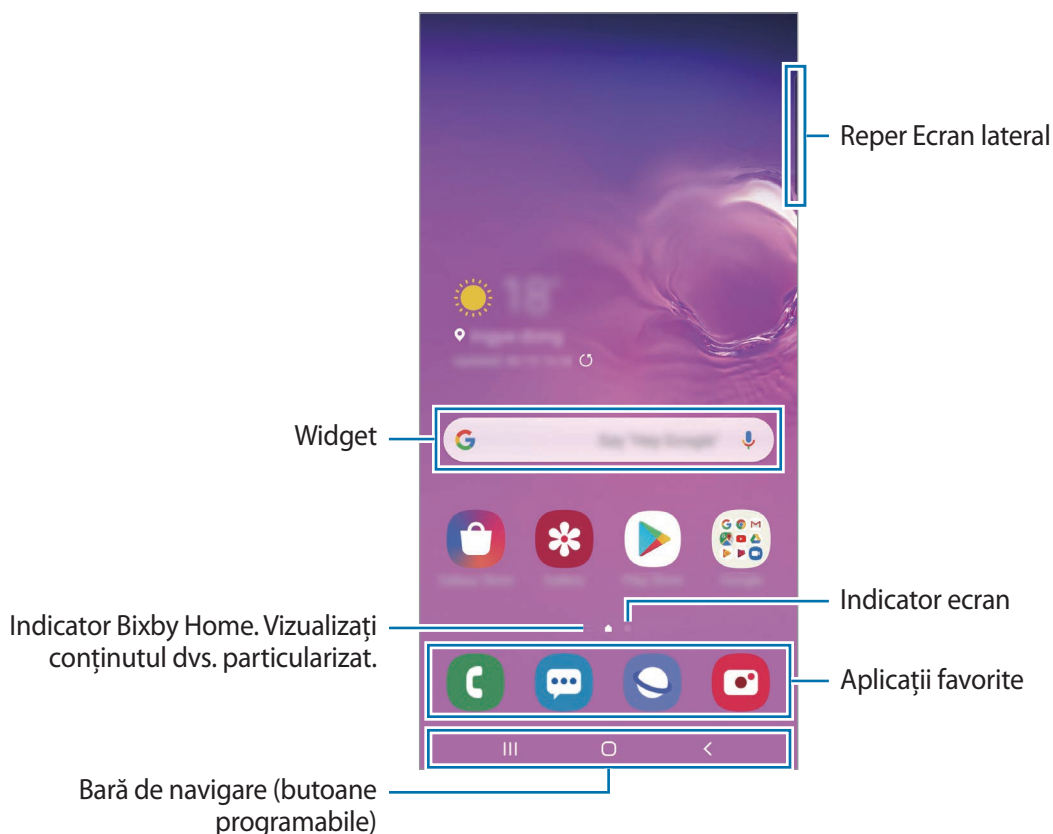 Reper Ecran lateral
Widget
Indicator ecran
Indicator Bixby Home. Vizualizați
conținutul dvs. particularizat.
Aplicații favorite
Bară de navigare (butoane
programabile)